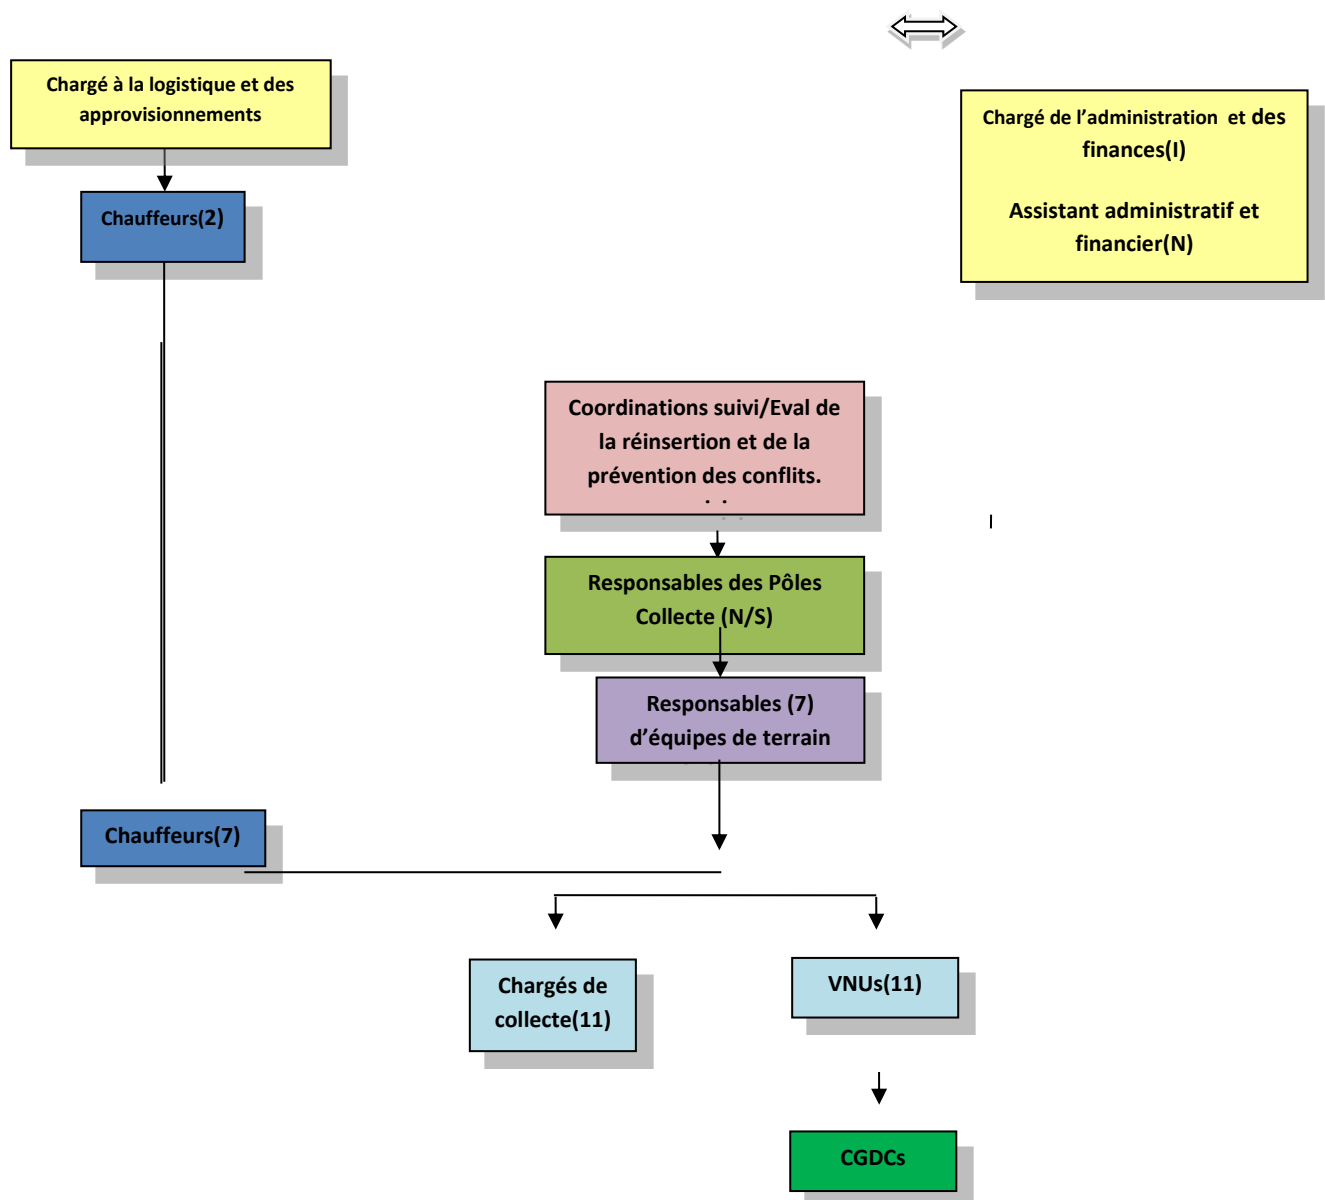 Chargé à la logistique et des
approvisionnements
Chargé de l'administration et des
finances(I)
Assistant administratif et
financier(N)
Chauffeurs(2)
Coordinations suivi/Eval de
la réinsertion et de la
prévention des conflits.
Responsables des Pôles
Collecte (N/S)
Responsables (7)
d'équipes de terrain
Chauffeurs(7)
Chargés de
collecte(11)
VNUs(11)
CGDCs